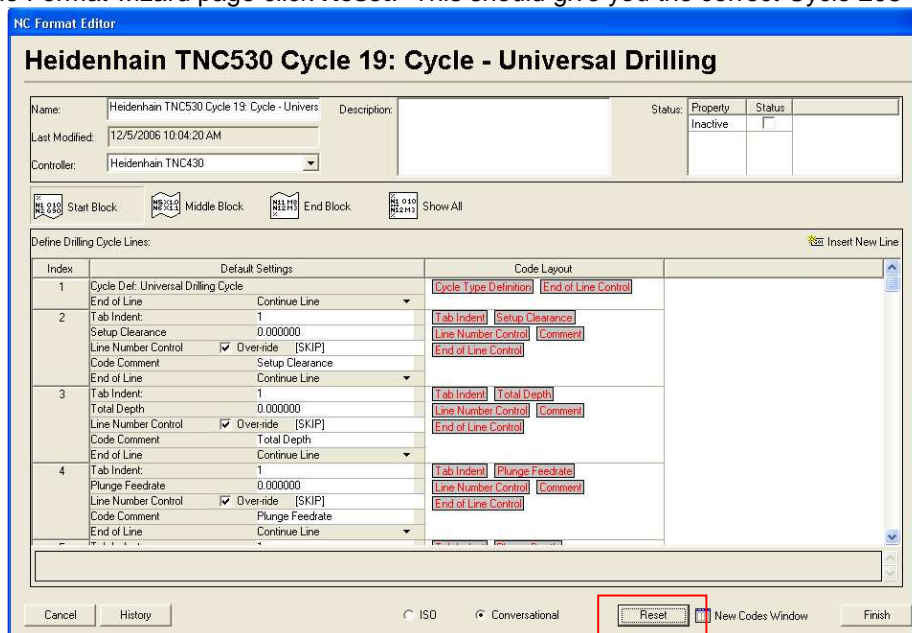 Format wizard page click Reset. This should give you the correct Cycle
NC Format Editor
Heidenhain TNC530 Cycle 19: Cycle - Universal Drilling
Name: Heidenhain TNC530 Cycle 19: Cycle - Univers Description: Status: Property Status
Inactive
Last Modified: 12/5/2006 10:04:20 AM
Controller: Heidenhain TNC430
Start Block Middle Block End Block Show All
Define Drilling Cycle Lines: Insert New Line
Index Default Settings Code Layout
1 Cycle Def: Universal Drilling Cycle Cycle Type Definition End of Line Control
End of Line Continue Line
2 Tab Indent: 1 Tab Indent Setup Clearance
Setup Clearance 0.000000 Line Number Control Comment
Line Number Control Over-ride [SKIP] End of Line Control
Code Comment Setup Clearance
End of Line Continue Line
3 Tab Indent: 1 Tab Indent Total Depth
Total Depth 0.000000 Line Number Control Comment
Line Number Control Over-ride [SKIP] End of Line Control
Code Comment Total Depth
End of Line Continue Line
4 Tab Indent: 1 Tab Indent Plunge Feedrate
Plunge Feedrate 0.000000 Line Number Control Comment
Line Number Control Over-ride [SKIP] End of Line Control
Code Comment Plunge Feedrate
End of Line Continue Line
Cancel History ISO Conversational Reset New Codes Window Finish